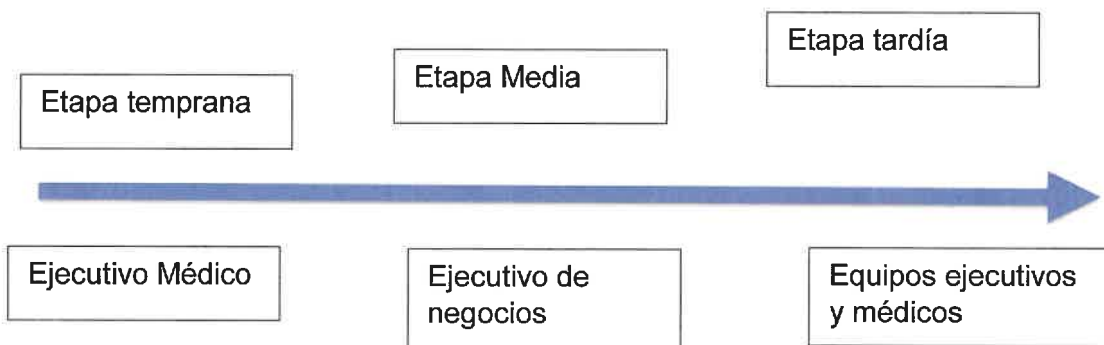 Etapa temprana
Etapa Media
Etapa tardía
Ejecutivo Médico
Ejecutivo de
negocios
Equipos ejecutivos
y médicos